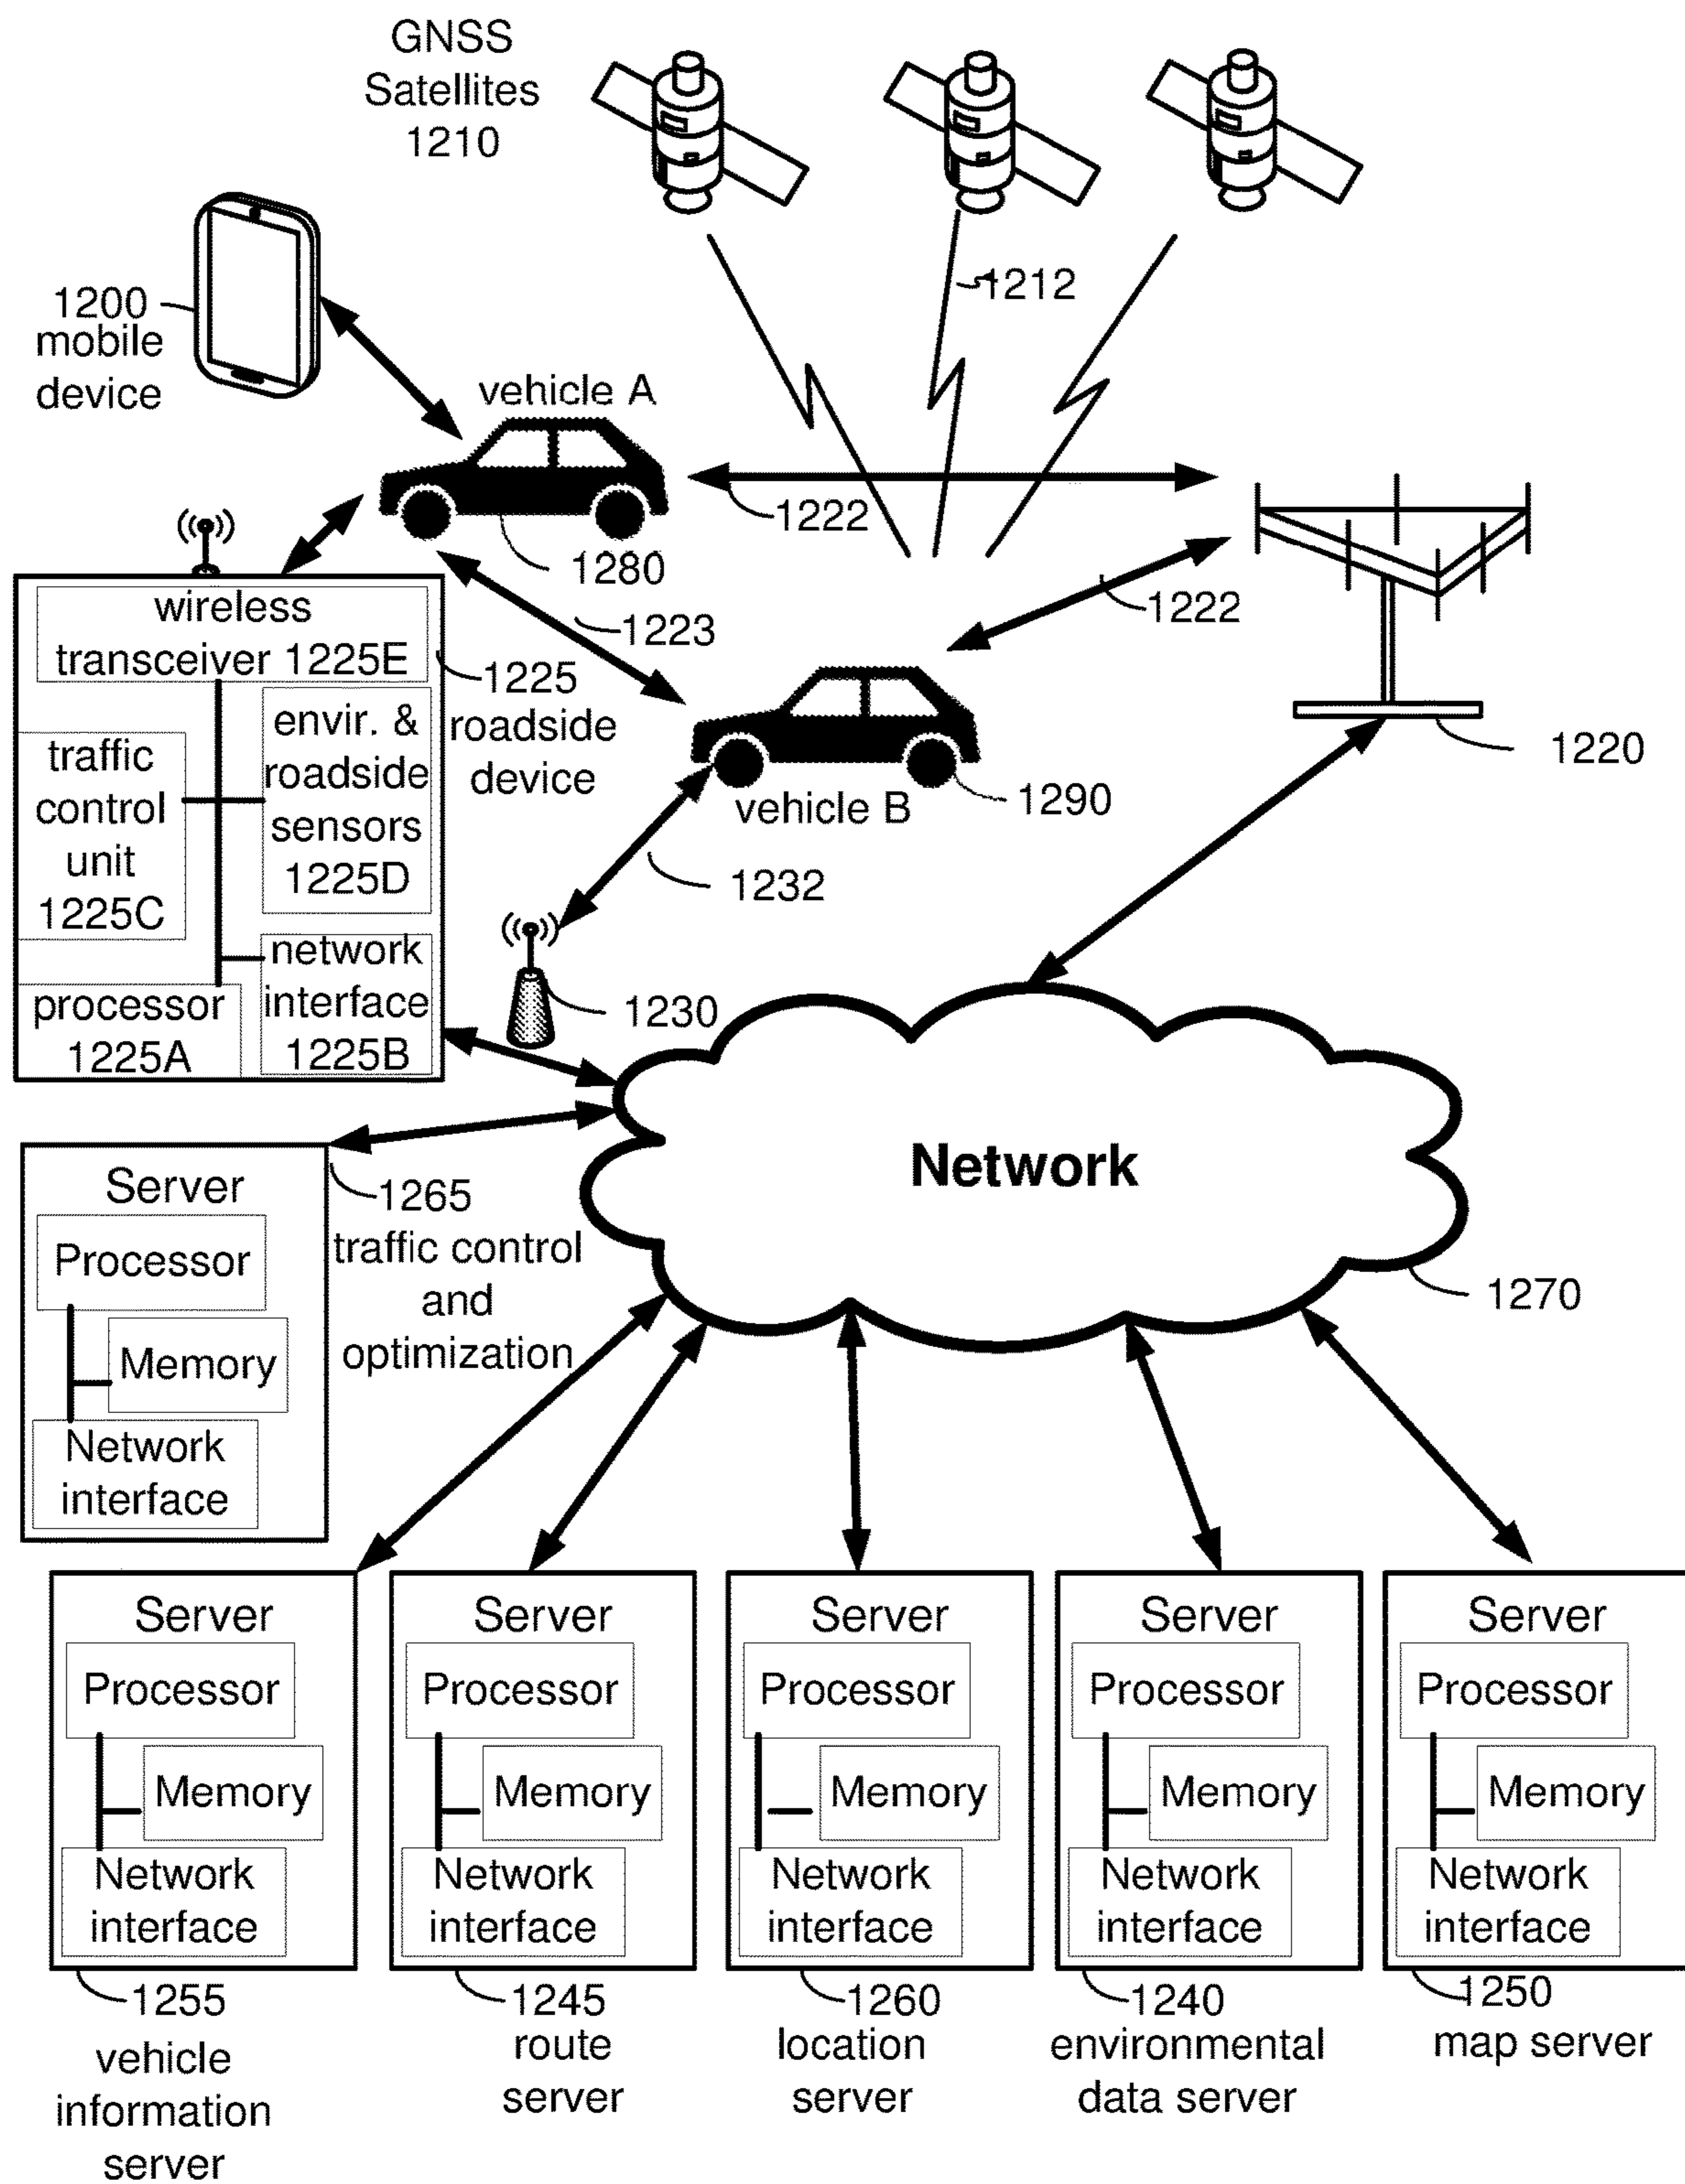 GNSS
Satellites
1210
1212
1200
mobile
device
vehicle A
1222
1280
1222
1223
wireless
transceiver 1225E
1225
roadside
device
envir. &
roadside
sensors
1225D
traffic
control
unit
1225C
1220
1290
vehicle B
1232
network
interface
1225B
processor
1225A
1230
Network
1270
Server
Processor
Memory
Network
interface
1265
traffic control
and
optimization
Server
Processor
Memory
Network
interface
1255
vehicle
information
server
Server
Processor
Memory
Network
interface
1245
route
server
Server
Processor
Memory
Network
interface
1260
location
server
Server
Processor
Memory
Network
interface
1240
environmental
data server
Server
Processor
Memory
Network
interface
1250
map server